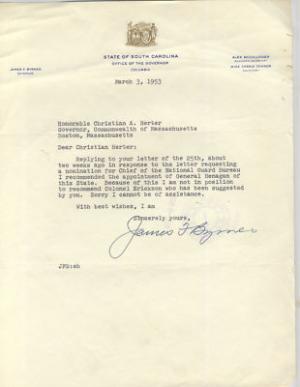 STATE OF SOUTH CAROLINA
OFFICE OF THE GOVERNOR
COLUMBIA
JAMES F. BYRNES
GOVERNOR
March 3, 1953
Honorable Christian A. Herter
Governor, Commonwealth of Massachusetts
Boston, Massachusetts
Dear Christian Herter:
Replying to your letter of the 25th, about
two weeks ago in response to the letter requesting
a nomination for Chief of the National Guard Bureau
I recommended the appointment of General Henagan of
this State. Because of this I am not in position
to recommend Colonel Erickson who has been suggested
by you. Sorry I cannot be of assistance.
With best wishes, I am
Sincerely yours,
James F Byrnes
JFB:mh